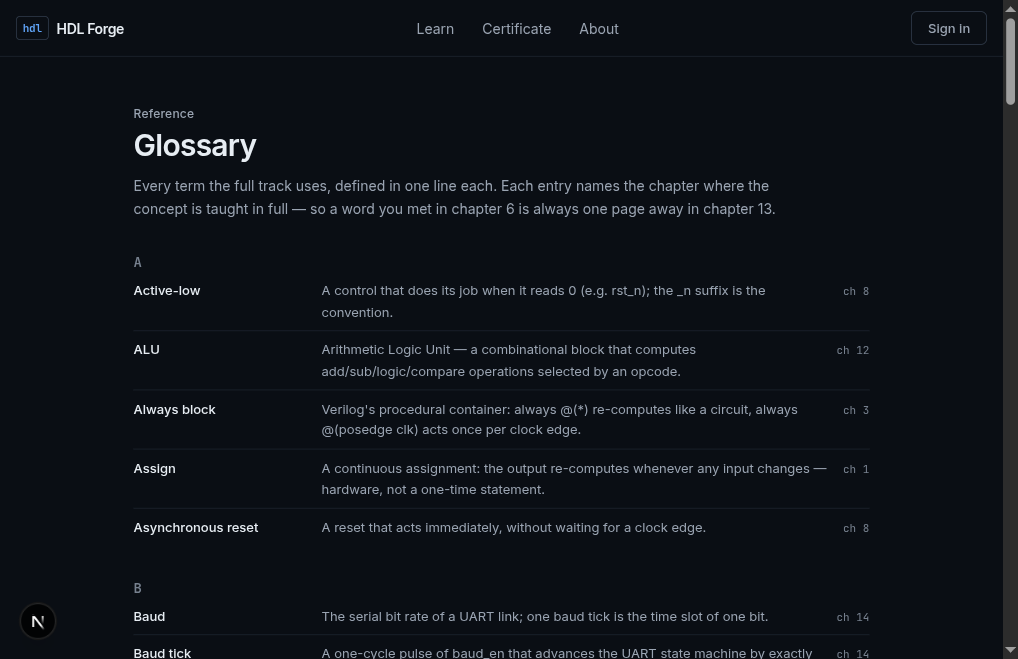 hdl HDL Forge Learn Certificate About Sign in
Reference
Glossary
Every term the full track uses, defined in one line each. Each entry names the chapter where the
concept is taught in full — so a word you met in chapter 6 is always one page away in chapter 13.
A
Active-low A control that does its job when it reads 0 (e.g. rst_n); the _n suffix is the ch 8
convention.
ALU Arithmetic Logic Unit — a combinational block that computes ch 12
add/sub/logic/compare operations selected by an opcode.
Always block Verilog's procedural container: always @(*) re-computes like a circuit, always ch 3
@(posedge clk) acts once per clock edge.
Assign A continuous assignment: the output re-computes whenever any input changes — ch 1
hardware, not a one-time statement.
Asynchronous reset A reset that acts immediately, without waiting for a clock edge. ch 8
B
Baud The serial bit rate of a UART link; one baud tick is the time slot of one bit. ch 14
Baud tick A one-cycle pulse of baud_en that advances the UART state machine by exactly ch 14
N